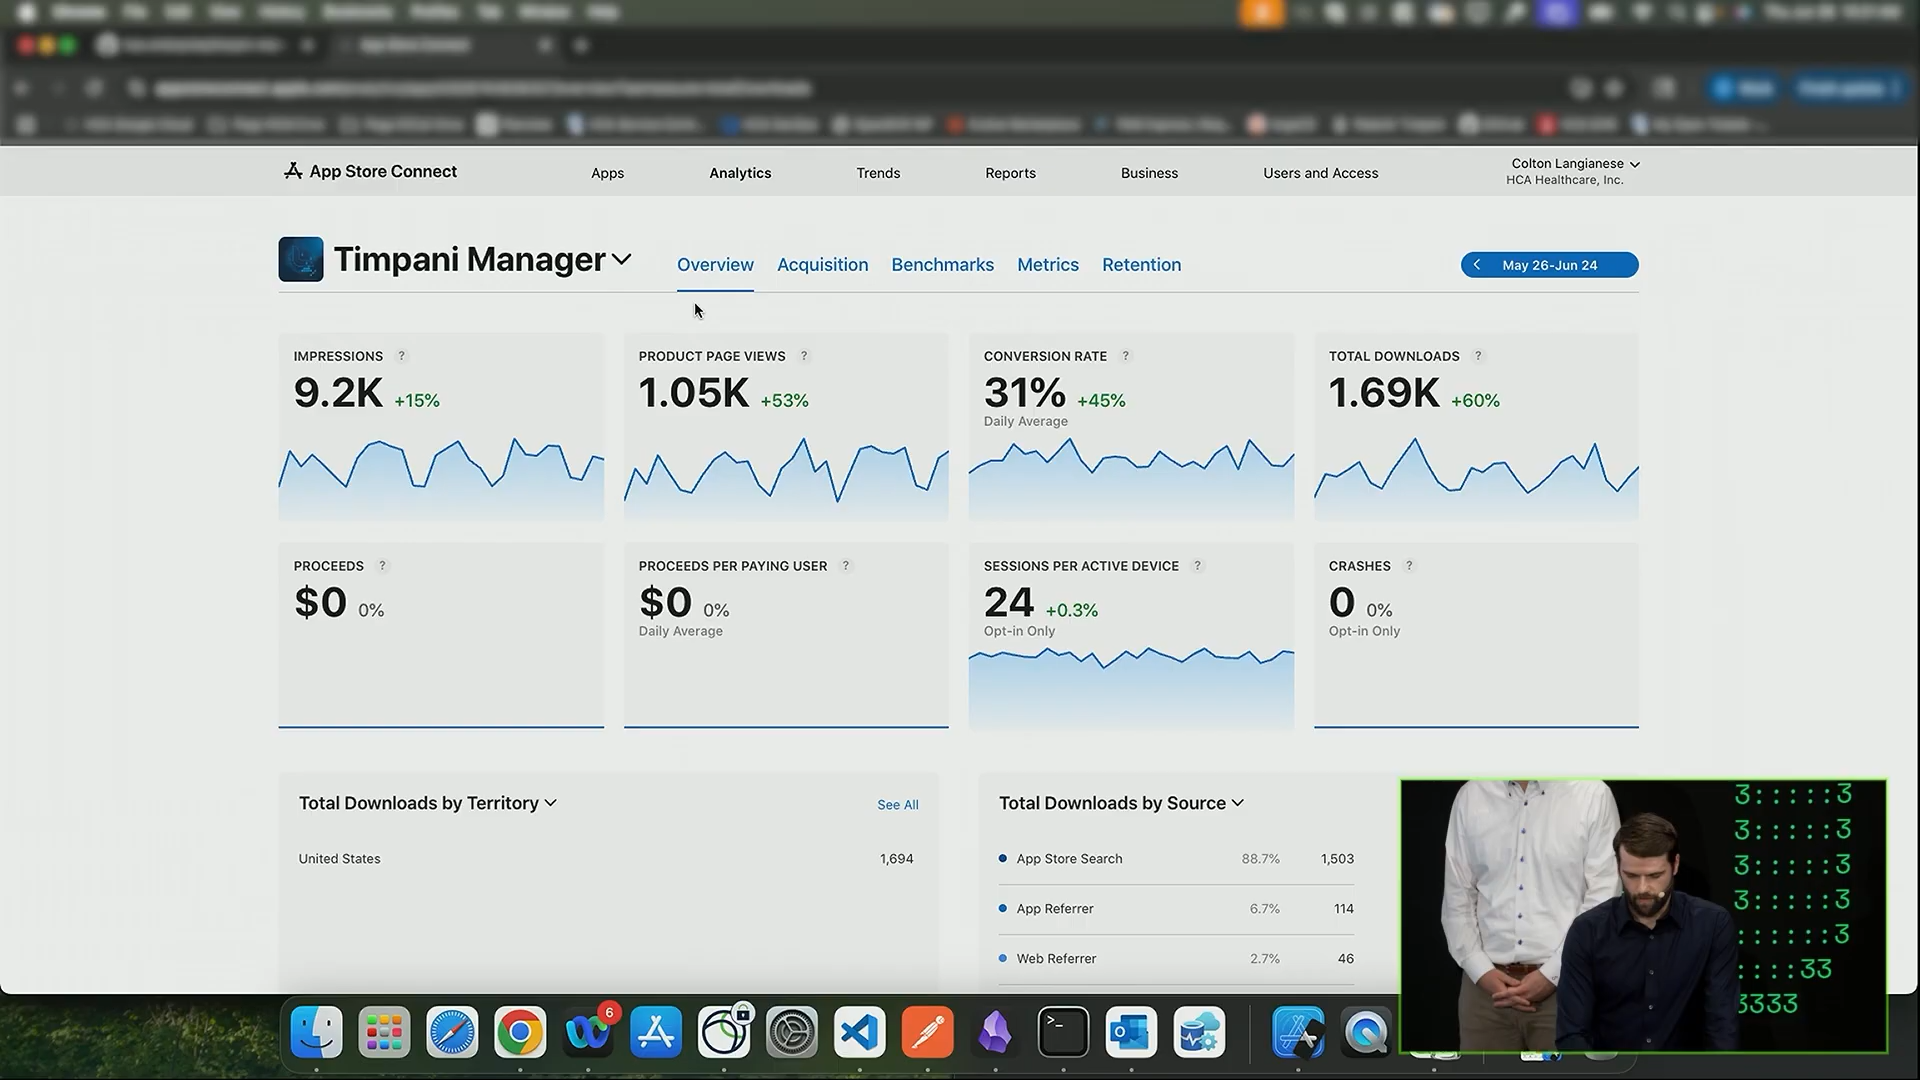 App Store Connect
Apps
Analytics
Trends
Reports
Business
Users and Access
Colton Langianese
HCA Healthcare, Inc.
Timpani Manager
Overview
Acquisition
Benchmarks
Metrics
Retention
May 26-Jun 24
IMPRESSIONS ?
9.2K +15%
PRODUCT PAGE VIEWS ?
1.05K +53%
CONVERSION RATE ?
31% +45%
Daily Average
TOTAL DOWNLOADS ?
1.69K +60%
PROCEEDS ?
$0 0%
PROCEEDS PER PAYING USER ?
$0 0%
Daily Average
SESSIONS PER ACTIVE DEVICE ?
24 +0.3%
Opt-in Only
CRASHES ?
0 0%
Opt-in Only
Total Downloads by Territory
See All
United States 1,694
Total Downloads by Source
App Store Search 88.7% 1,503
App Referrer 6.7% 114
Web Referrer 2.7% 46
3:::::3
3:::::3
3:::::3
3:::::3
::::::3
::::33
3333
6